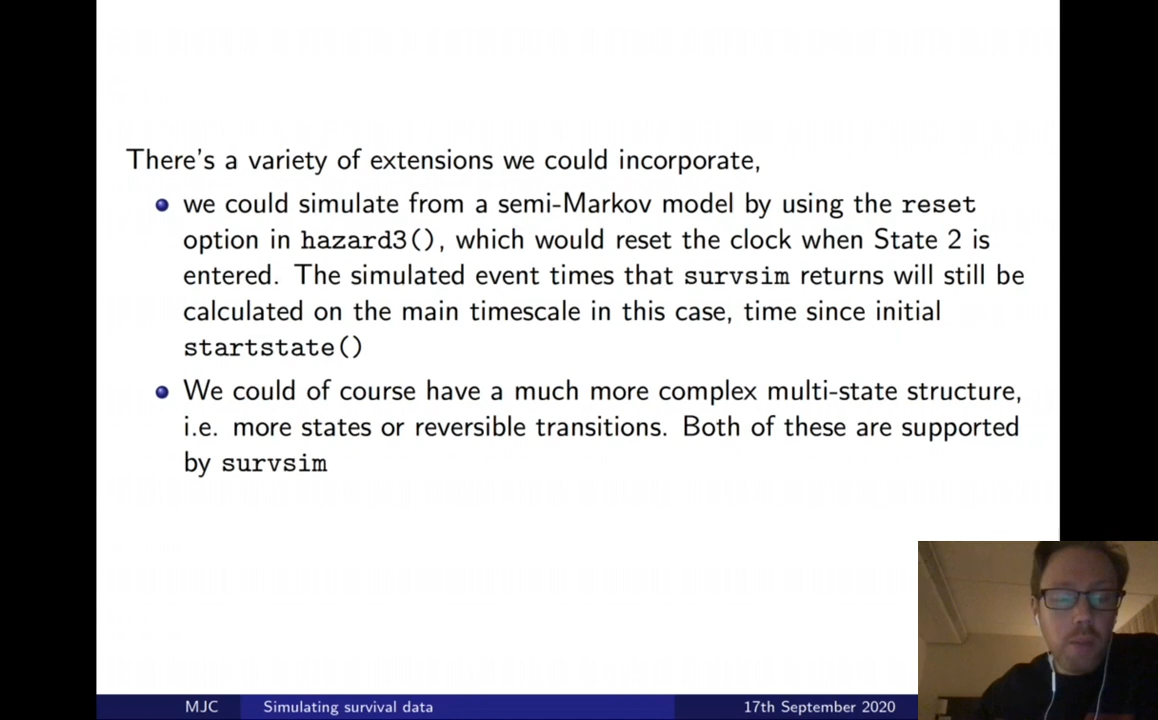 There's a variety of extensions we could incorporate,
we could simulate from a semi-Markov model by using the reset
option in hazard3(), which would reset the clock when State 2 is
entered. The simulated event times that survsim returns will still be
calculated on the main timescale in this case, time since initial
startstate()
We could of course have a much more complex multi-state structure,
i.e. more states or reversible transitions. Both of these are supported
by survsim
MJC Simulating survival data 17th September 2020